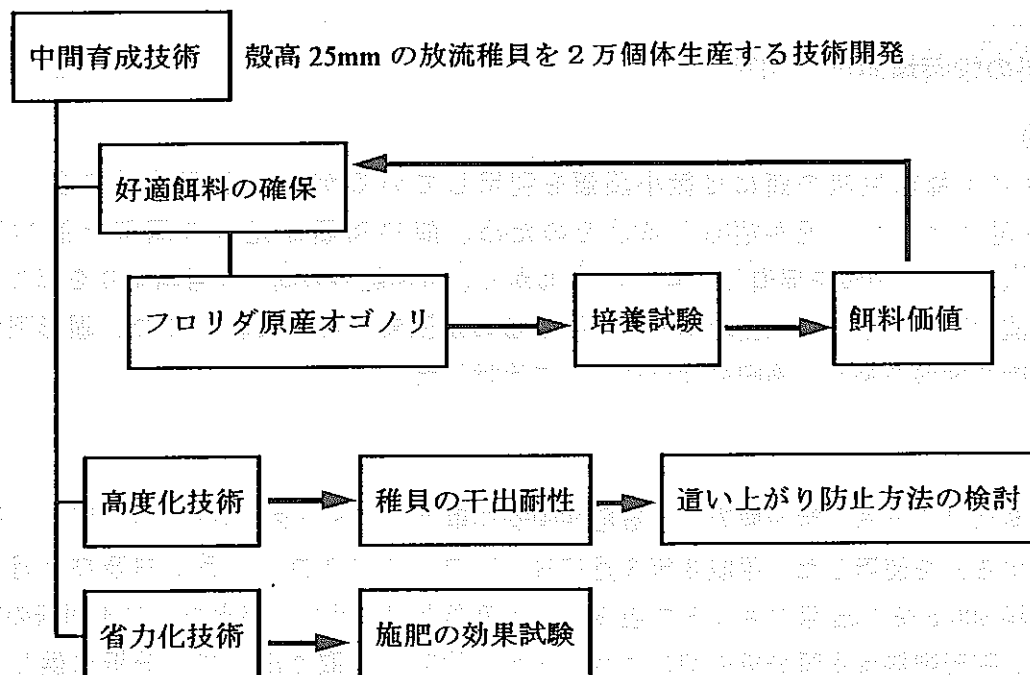 中間育成技術 殻高25mmの放流稚貝を2万個体生産する技術開発
好適餌料の確保
フロリダ原産オゴノリ 培養試験 餌料価値
高度化技術 稚貝の干出耐性 這い上がり防止方法の検討
省力化技術 施肥の効果試験